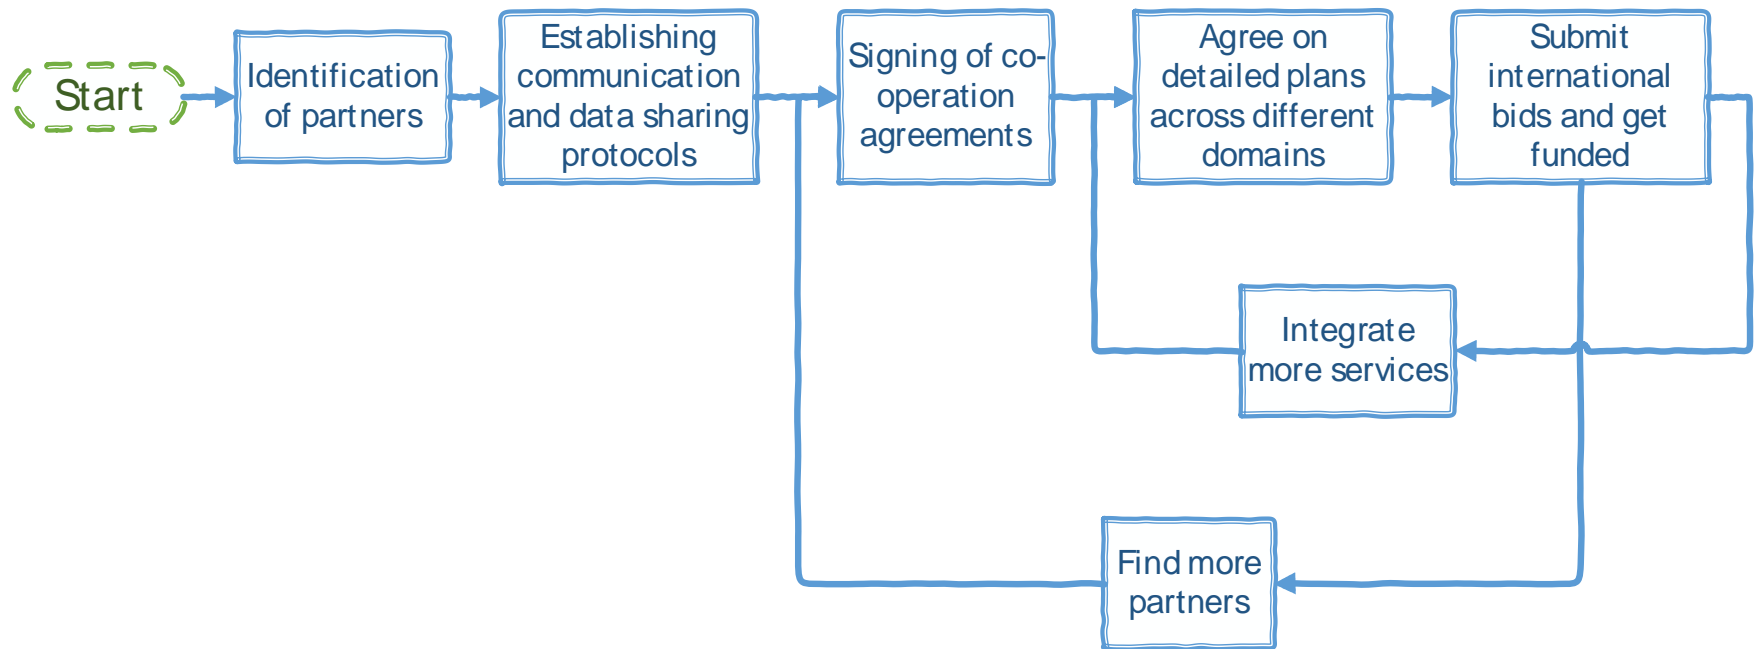 Start
Identification
of partners
Establishing
communication
and data sharing
protocols
Signing of co-
operation
agreements
Agree on
detailed plans
across different
domains
Submit
international
bids and get
funded
Integrate
more services
Find more
partners